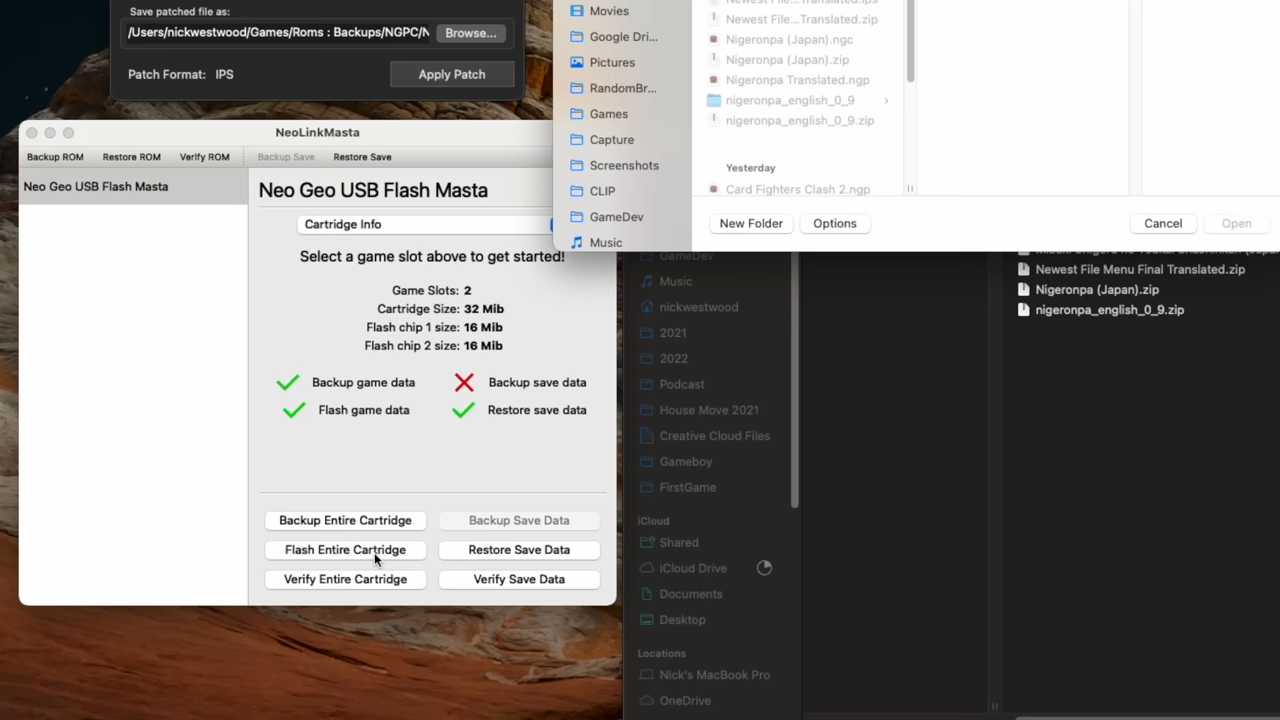 Save patched file as:
/Users/nickwestwood/Games/Roms : Backups/NGPC/N
Browse...
Patch Format: IPS
Apply Patch
NeoLinkMasta
Backup ROM
Restore ROM
Verify ROM
Backup Save
Restore Save
Neo Geo USB Flash Masta
Neo Geo USB Flash Masta
Cartridge Info
Select a game slot above to get started!
Game Slots: 2
Cartridge Size: 32 Mib
Flash chip 1 size: 16 Mib
Flash chip 2 size: 16 Mib
Backup game data
Backup save data
Flash game data
Restore save data
Backup Entire Cartridge
Backup Save Data
Flash Entire Cartridge
Restore Save Data
Verify Entire Cartridge
Verify Save Data
Movies
Google Dri...
Pictures
RandomBr...
Games
Capture
Screenshots
CLIP
GameDev
Music
Newest File...Translated.ips
Newest File...Translated.zip
Nigeronpa (Japan).ngc
Nigeronpa (Japan).zip
Nigeronpa Translated.ngp
nigeronpa_english_0_9
nigeronpa_english_0_9.zip
Yesterday
Card Fighters Clash 2.ngp
New Folder
Options
Cancel
Open
GameDev
Music
nickwestwood
2021
2022
Podcast
House Move 2021
Creative Cloud Files
Gameboy
FirstGame
iCloud
Shared
iCloud Drive
Documents
Desktop
Locations
Nick's MacBook Pro
OneDrive
Newest File Menu Final Translated.zip
Nigeronpa (Japan).zip
nigeronpa_english_0_9.zip